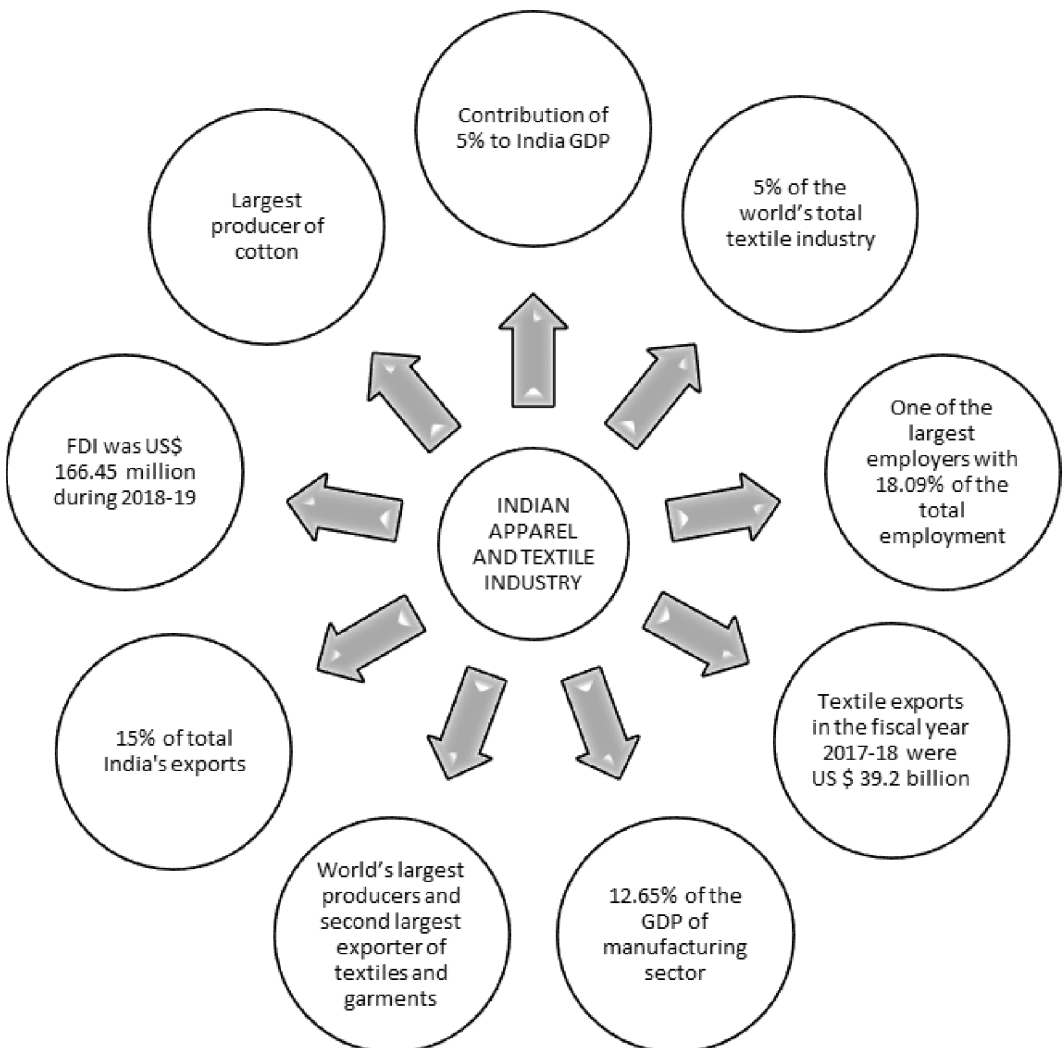 Contribution of
5% to India GDP
5% of the
world’s total
textile industry
One of the
largest
employers with
18.09% of the
total
employment
Textile exports
in the fiscal year
2017-18 were
US $ 39.2 billion
12.65% of the
GDP of
manufacturing
sector
World’s largest
producers and
second largest
exporter of
textiles and
garments
15% of total
India's exports
FDI was US$
166.45 million
during 2018-19
Largest
producer of
cotton
INDIAN
APPAREL
AND TEXTILE
INDUSTRY